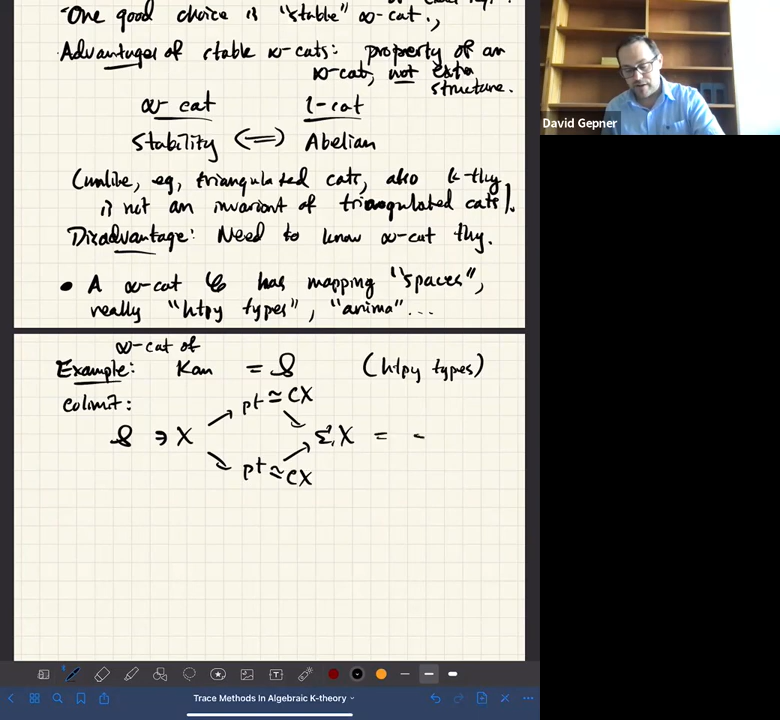 One good choice is "stable" ∞-cat.,
Advantages of stable ∞-cats: property of an
∞-cat, not extra
structure.
∞-cat 1-cat
Stability ⟺ Abelian
(unlike, eg, triangulated cats, also K-thy
is not an invariant of triangulated cats).
Disadvantage: Need to know ∞-cat thy.
• A ∞-cat 𝒞 has mapping "spaces",
really "htpy types", "anima"...
∞-cat of
Example: Kan = 𝒮 (htpy types)
colimit:
pt ≃ CX
𝒮 ∋ X ΣX = -
pt ≃ CX
David Gepner
Trace Methods In Algebraic K-theory